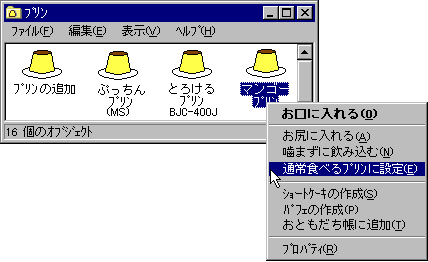 プリン
ファイル(F) 編集(E) 表示(V) ヘルプ(H)
プリンの追加
ぷっちん
プリン
(MS)
とろける
プリン
BJC-400J
マンゴー
プリン
16 個のオブジェクト
お口に入れる(O)
お尻に入れる(A)
噛まずに飲み込む(N)
通常食べるプリンに設定(E)
ショートケーキの作成(S)
パフェの作成(P)
おともだち帳に追加(T)
プロパティ(R)